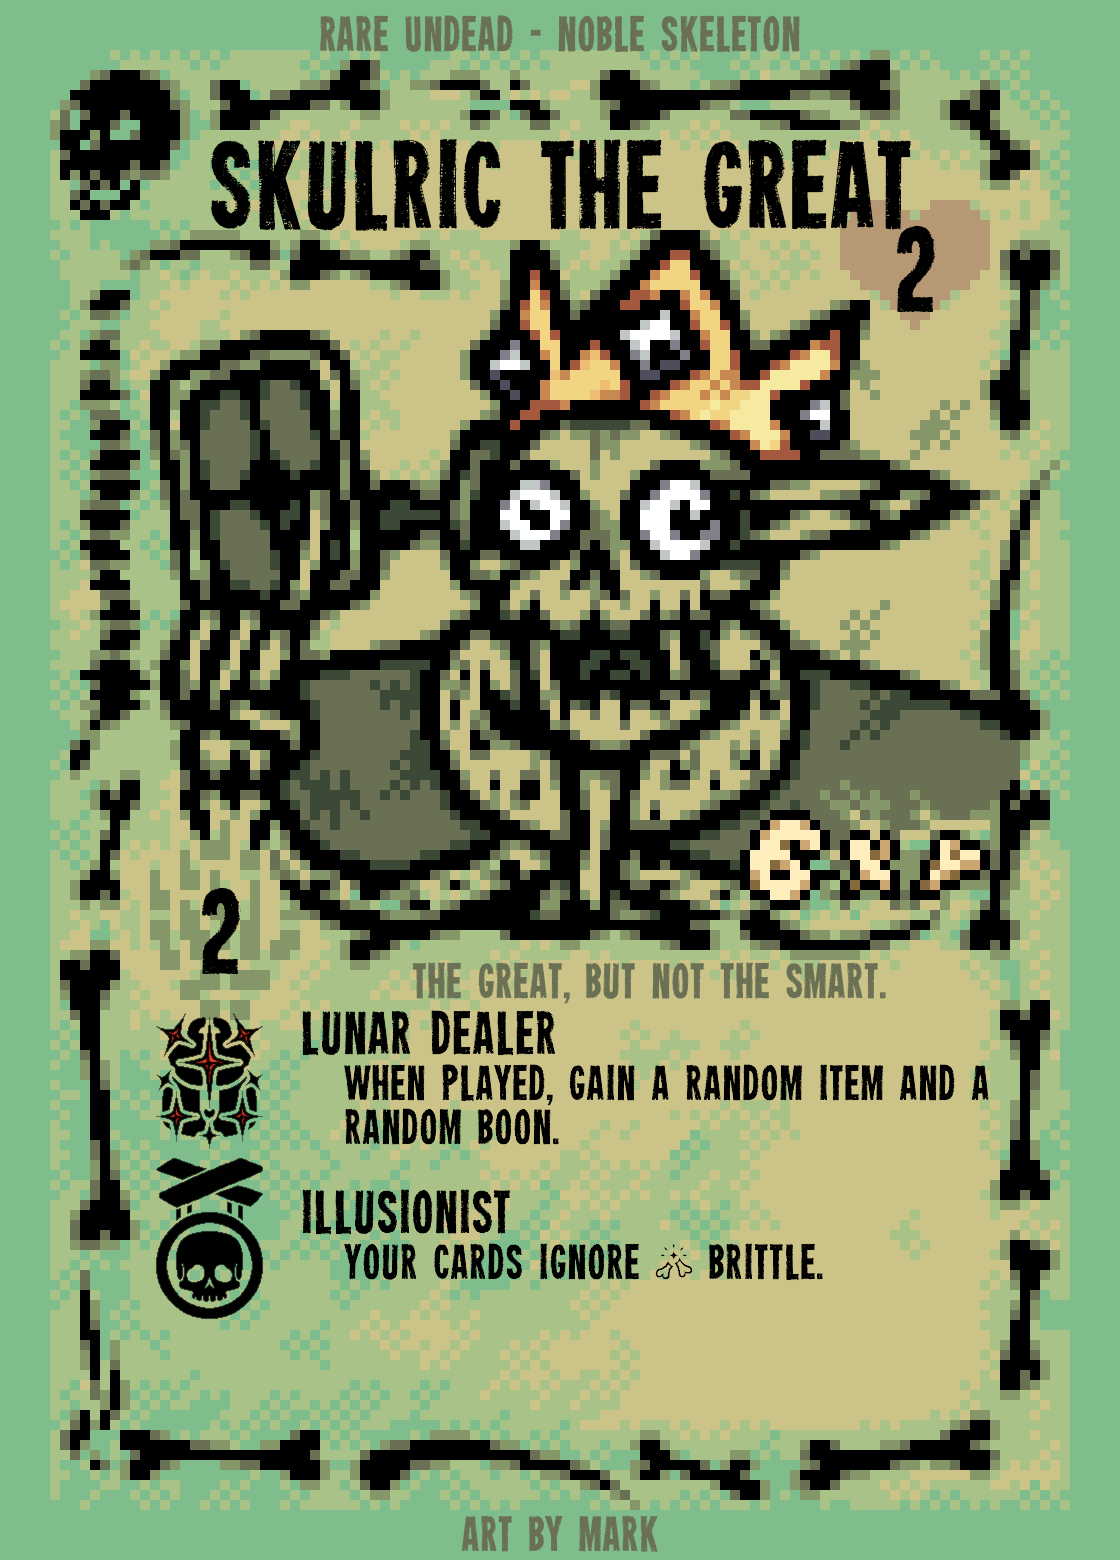 RARE UNDEAD - NOBLE SKELETON
SKULRIC THE GREAT
2
6XP
2
THE GREAT, BUT NOT THE SMART.
LUNAR DEALER
WHEN PLAYED, GAIN A RANDOM ITEM AND A
RANDOM BOON.
ILLUSIONIST
YOUR CARDS IGNORE BRITTLE.
ART BY MARK